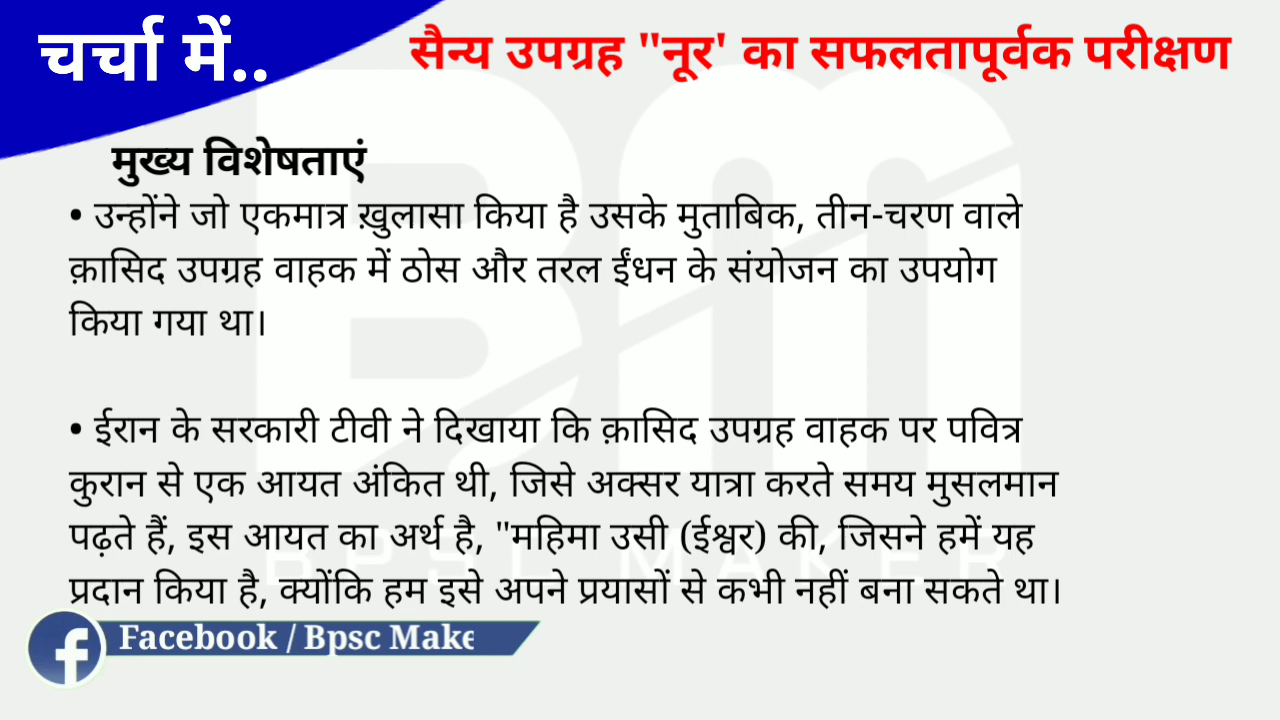 चर्चा में..
सैन्य उपग्रह "नूर' का सफलतापूर्वक परीक्षण
मुख्य विशेषताएं
• उन्होंने जो एकमात्र ख़ुलासा किया है उसके मुताबिक, तीन-चरण वाले
क़ासिद उपग्रह वाहक में ठोस और तरल ईंधन के संयोजन का उपयोग
किया गया था।
• ईरान के सरकारी टीवी ने दिखाया कि क़ासिद उपग्रह वाहक पर पवित्र
कुरान से एक आयत अंकित थी, जिसे अक्सर यात्रा करते समय मुसलमान
पढ़ते हैं, इस आयत का अर्थ है, "महिमा उसी (ईश्वर) की, जिसने हमें यह
प्रदान किया है, क्योंकि हम इसे अपने प्रयासों से कभी नहीं बना सकते था।
BPSC MAKER
Facebook / Bpsc Make